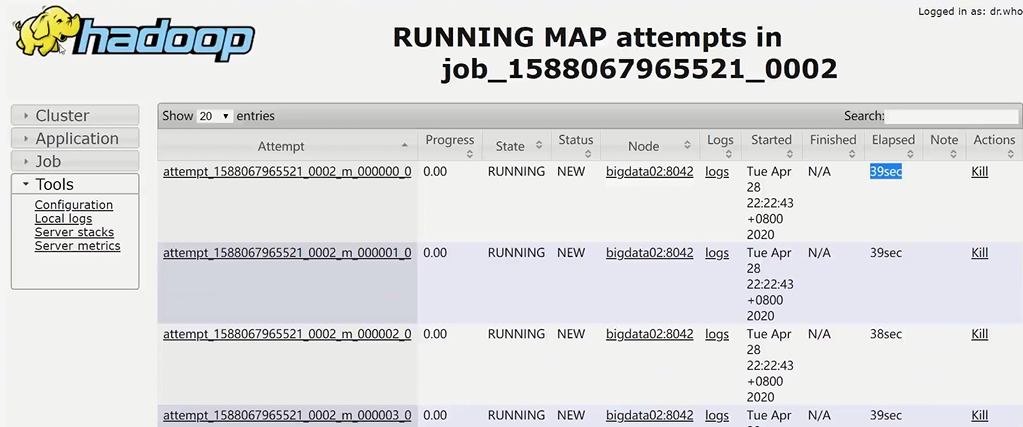 Logged in as: dr.who
hadoop
RUNNING MAP attempts in
job_1588067965521_0002
Cluster
Application
Job
Tools
Configuration
Local logs
Server stacks
Server metrics
Show 20 entries
Search:
Attempt Progress State Status Node Logs Started Finished Elapsed Note Actions
attempt_1588067965521_0002_m_000000_0 0.00 RUNNING NEW bigdata02:8042 logs Tue Apr N/A 39sec Kill
28
22:22:43
+0800
2020
attempt_1588067965521_0002_m_000001_0 0.00 RUNNING NEW bigdata02:8042 logs Tue Apr N/A 39sec Kill
28
22:22:43
+0800
2020
attempt_1588067965521_0002_m_000002_0 0.00 RUNNING NEW bigdata02:8042 logs Tue Apr N/A 38sec Kill
28
22:22:43
+0800
2020
attempt_1588067965521_0002_m_000003_0 0.00 RUNNING NEW bigdata02:8042 logs Tue Apr N/A 39sec Kill